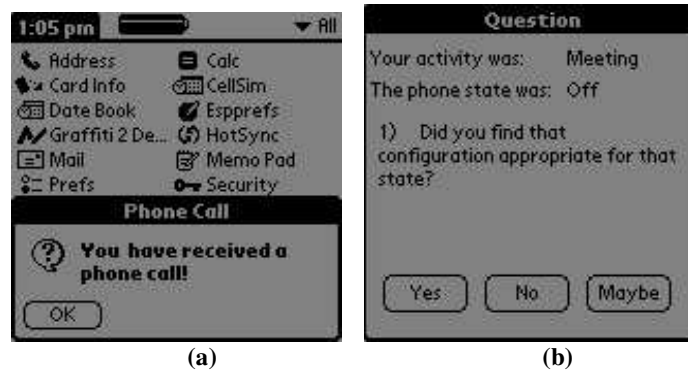 1:05 pm All
Address Calc
Card Info CellSim
Date Book Espprefs
Graffiti 2 De... HotSync
Mail Memo Pad
Prefs Security
Phone Call
You have received a
phone call!
OK
(a)
Question
Your activity was: Meeting
The phone state was: Off
1) Did you find that
configuration appropriate for that
state?
Yes No Maybe
(b)